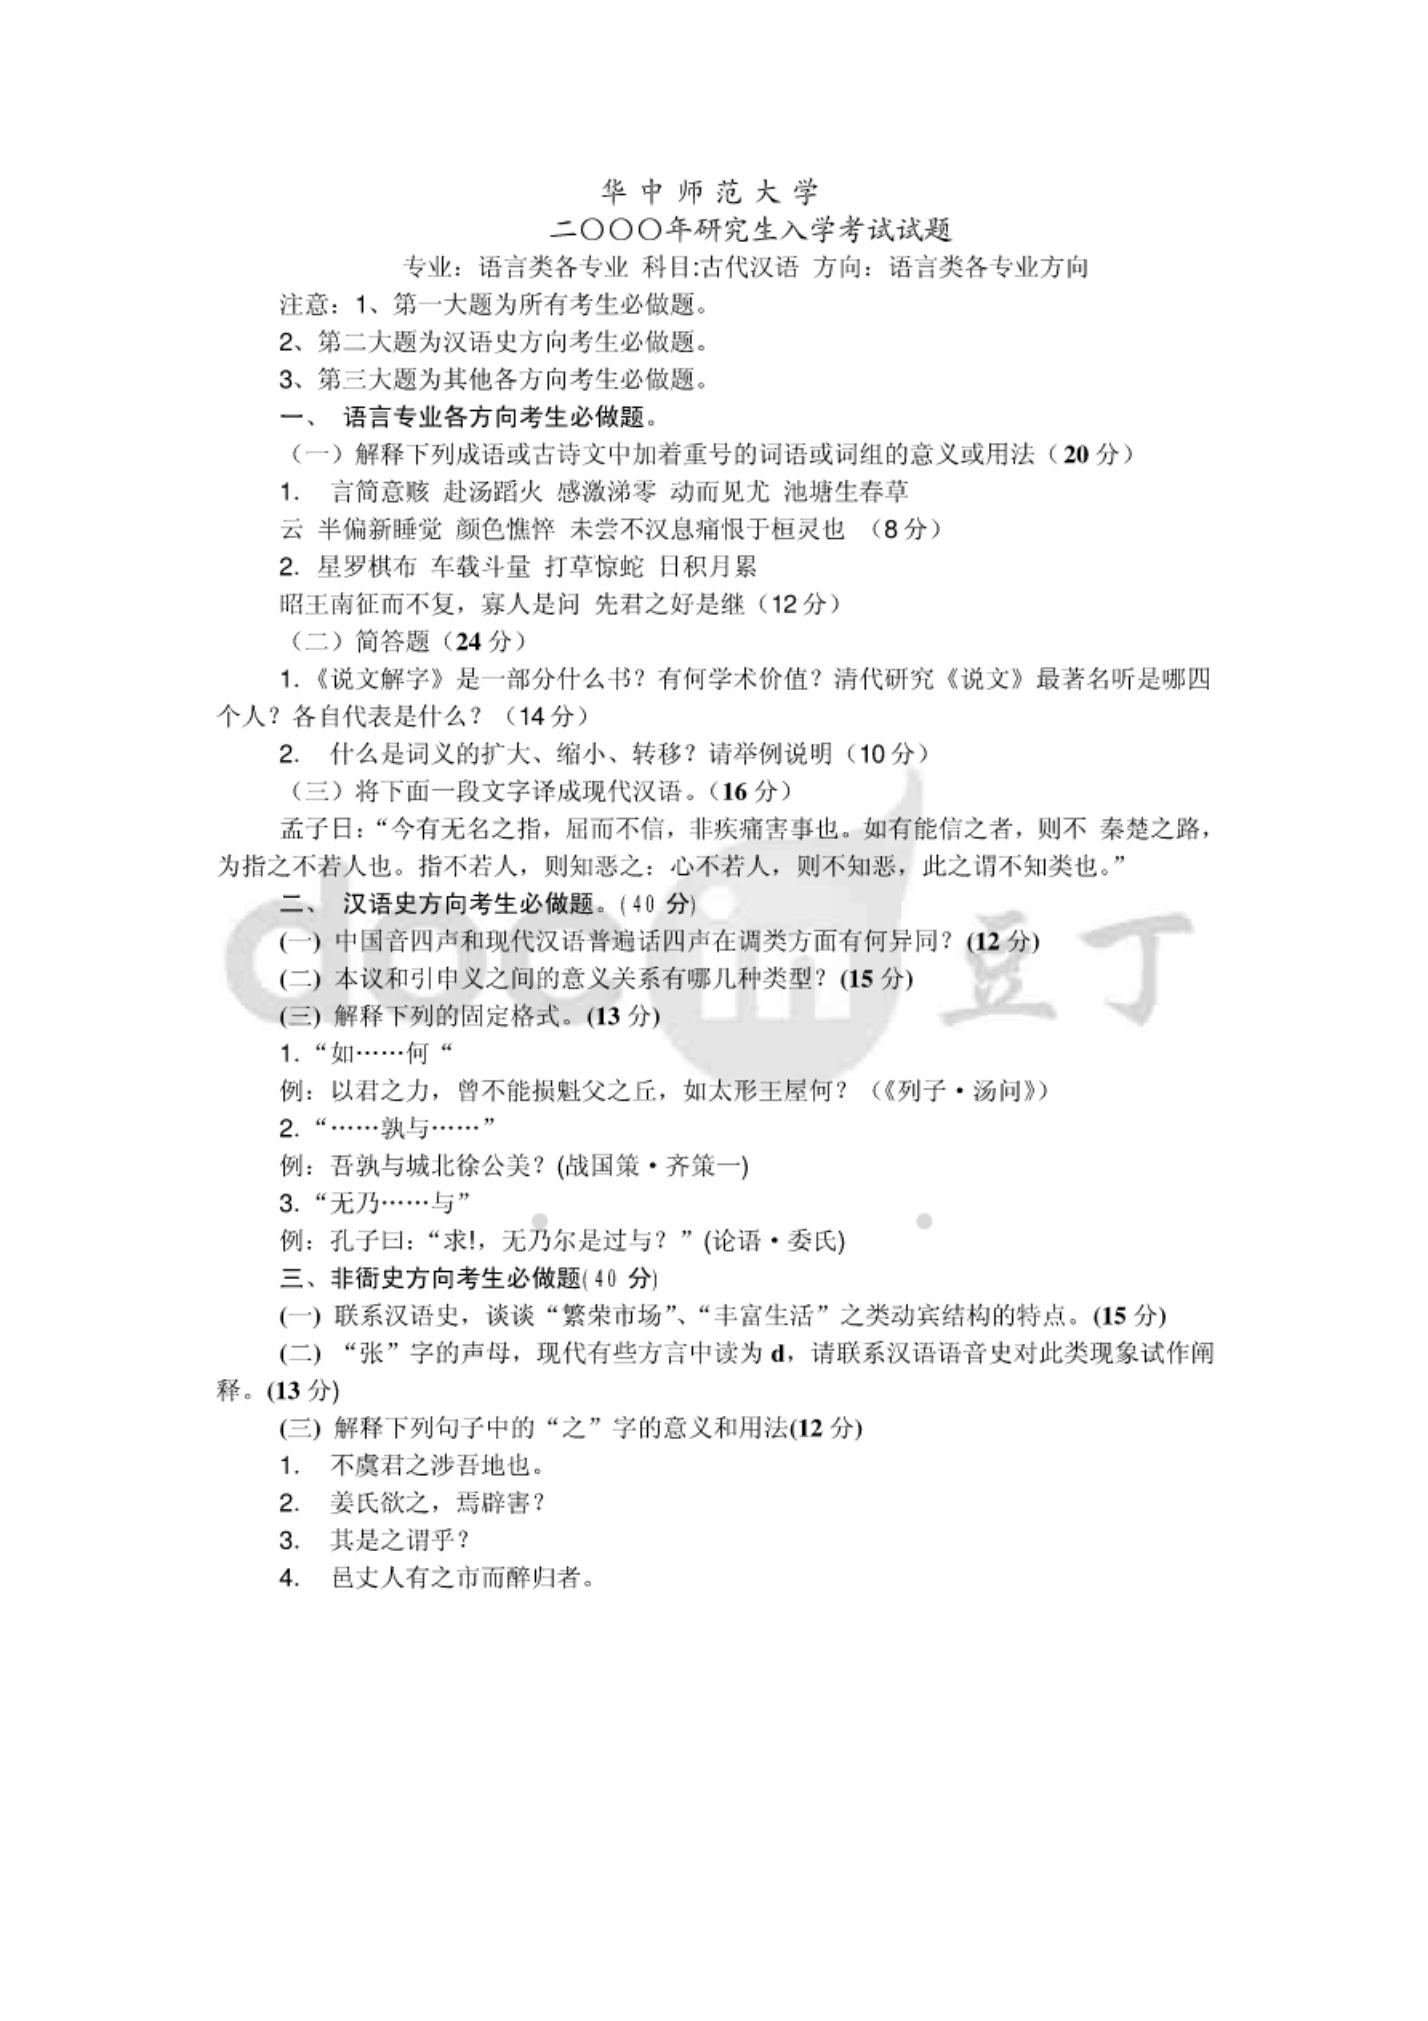 华中师范大学
二〇〇〇年研究生入学考试试题
专业：语言类各专业 科目:古代汉语 方向：语言类各专业方向
注意：1、第一大题为所有考生必做题。
2、第二大题为汉语史方向考生必做题。
3、第三大题为其他各方向考生必做题。
一、 语言专业各方向考生必做题。
（一）解释下列成语或古诗文中加着重号的词语或词组的意义或用法（20 分）
1. 言简意赅 赴汤蹈火 感激涕零 动而见尤 池塘生春草
云 半偏新睡觉 颜色憔悴 未尝不汉息痛恨于桓灵也 （8 分）
2. 星罗棋布 车载斗量 打草惊蛇 日积月累
昭王南征而不复，寡人是问 先君之好是继（12 分）
（二）简答题（24 分）
1.《说文解字》是一部分什么书？有何学术价值？清代研究《说文》最著名听是哪四
个人？各自代表是什么？（14 分）
2. 什么是词义的扩大、缩小、转移？请举例说明（10 分）
（三）将下面一段文字译成现代汉语。（16 分）
孟子日：“今有无名之指，屈而不信，非疾痛害事也。如有能信之者，则不 秦楚之路，
为指之不若人也。指不若人，则知恶之：心不若人，则不知恶，此之谓不知类也。”
二、 汉语史方向考生必做题。(40 分)
(一) 中国音四声和现代汉语普遍话四声在调类方面有何异同？(12 分)
(二) 本议和引申义之间的意义关系有哪几种类型？(15 分)
(三) 解释下列的固定格式。(13 分)
1.“如……何“
例：以君之力，曾不能损魁父之丘，如太形王屋何？（《列子·汤问》）
2.“……孰与……”
例：吾孰与城北徐公美？(战国策·齐策一)
3.“无乃……与”
例：孔子曰：“求!，无乃尔是过与？”(论语·委氏)
三、非衙史方向考生必做题(40 分)
(一) 联系汉语史，谈谈“繁荣市场”、“丰富生活”之类动宾结构的特点。(15 分)
(二) “张”字的声母，现代有些方言中读为 d，请联系汉语语音史对此类现象试作阐
释。(13 分)
(三) 解释下列句子中的“之”字的意义和用法(12 分)
1. 不虞君之涉吾地也。
2. 姜氏欲之，焉辟害？
3. 其是之谓乎？
4. 邑丈人有之市而醉归者。
docin 豆丁